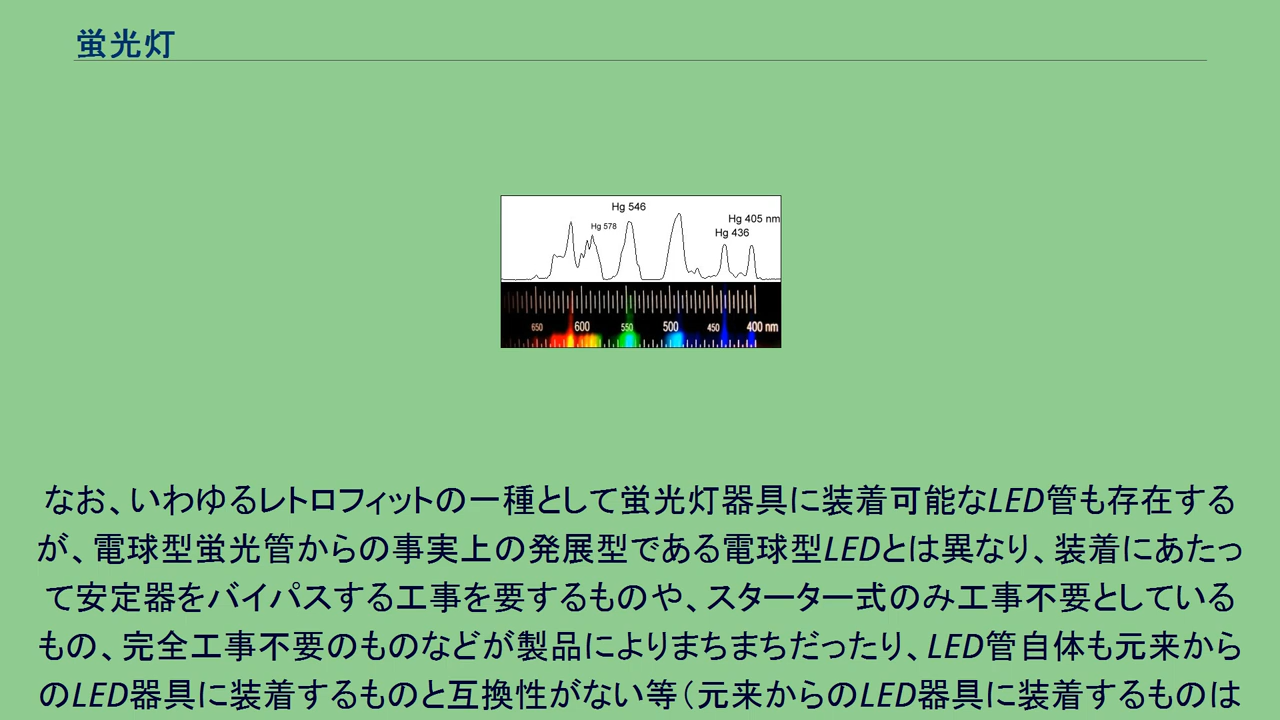 蛍光灯
Hg 546
Hg 578
Hg 405 nm
Hg 436
650 600 550 500 450 400 nm
なお、いわゆるレトロフィットの一種として蛍光灯器具に装着可能なLED管も存在する
が、電球型蛍光管からの事実上の発展型である電球型LEDとは異なり、装着にあたっ
て安定器をバイパスする工事を要するものや、スターター式のみ工事不要としている
もの、完全工事不要のものなどが製品によりまちまちだったり、LED管自体も元来から
のLED器具に装着するものと互換性がない等（元来からのLED器具に装着するものは